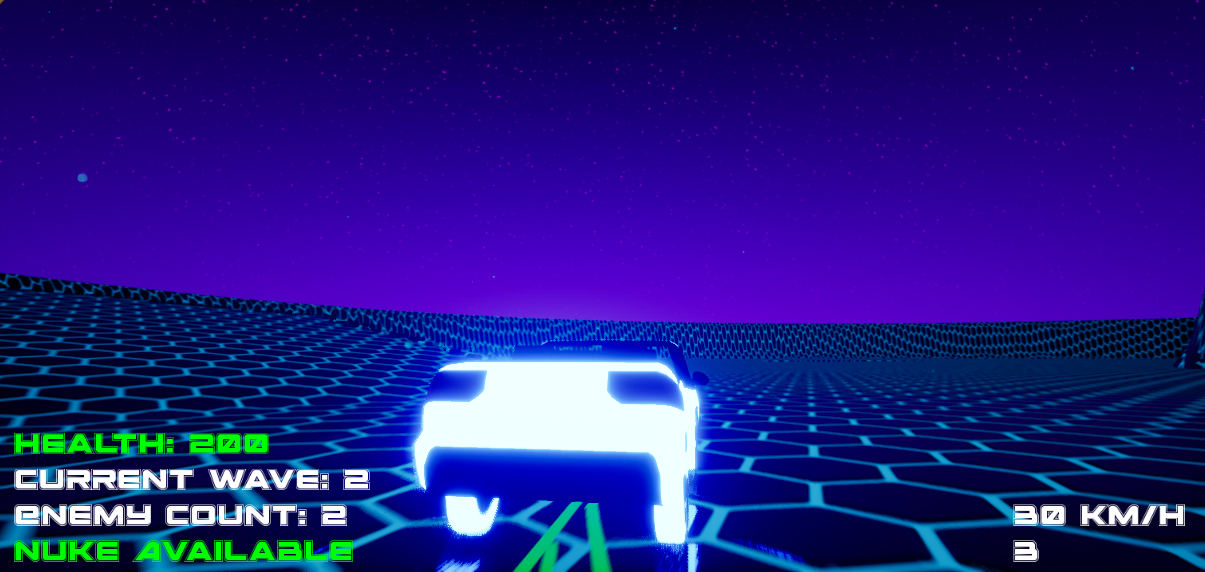 HEALTH: 200
CURRENT WAVE: 2
ENEMY COUNT: 2
NUKE AVAILABLE
30 KM/H
3